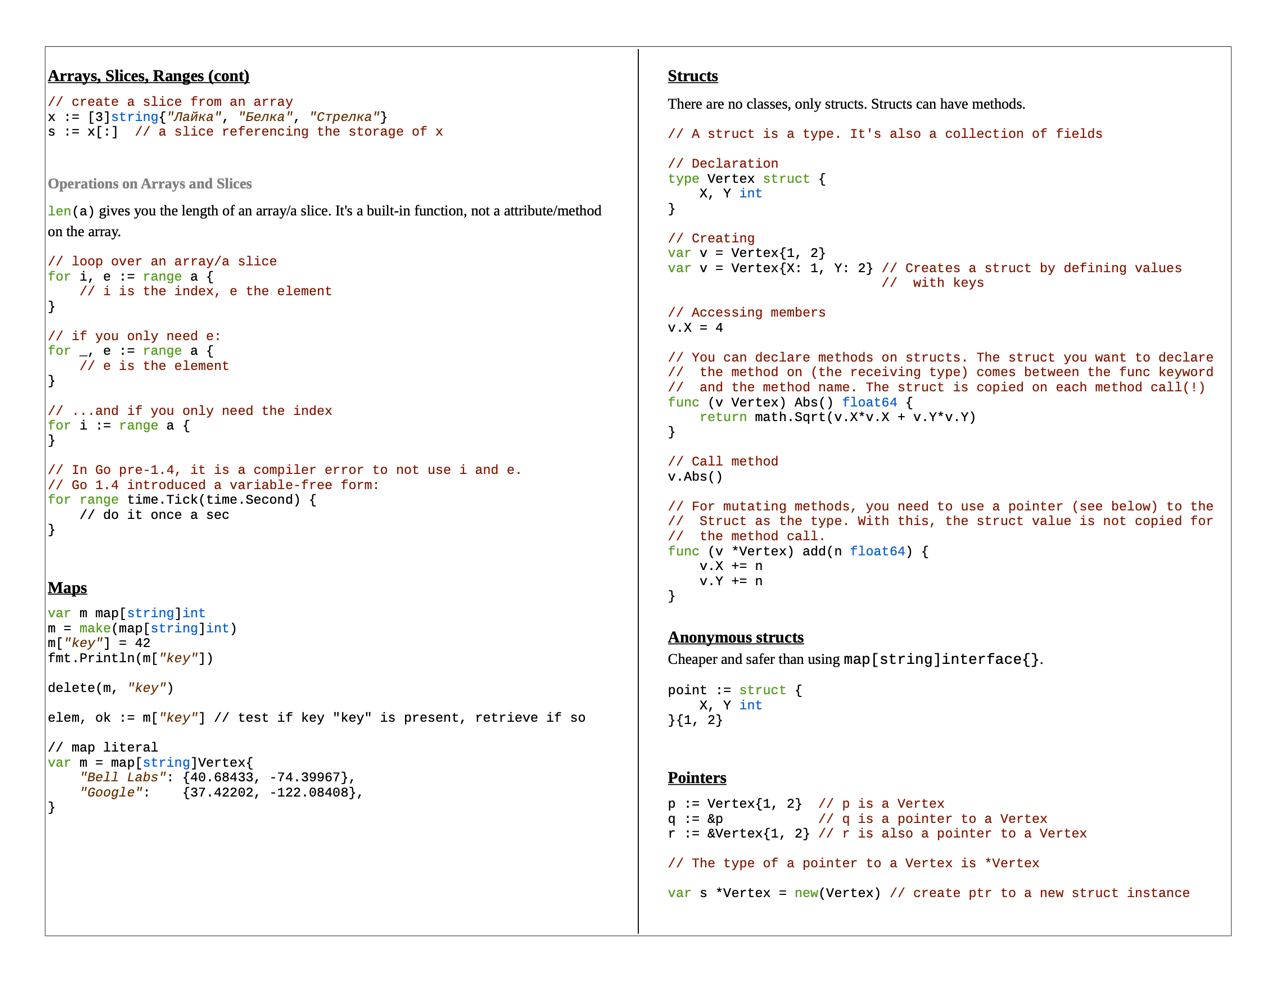 Arrays, Slices, Ranges (cont)
// create a slice from an array
x := [3]string{"Лайка", "Белка", "Стрелка"}
s := x[:]  // a slice referencing the storage of x
Operations on Arrays and Slices
len(a) gives you the length of an array/a slice. It's a built-in function, not a attribute/method
on the array.
// loop over an array/a slice
for i, e := range a {
    // i is the index, e the element
}
// if you only need e:
for _, e := range a {
    // e is the element
}
// ...and if you only need the index
for i := range a {
}
// In Go pre-1.4, it is a compiler error to not use i and e.
// Go 1.4 introduced a variable-free form:
for range time.Tick(time.Second) {
    // do it once a sec
}
Maps
var m map[string]int
m = make(map[string]int)
m["key"] = 42
fmt.Println(m["key"])
delete(m, "key")
elem, ok := m["key"] // test if key "key" is present, retrieve if so
// map literal
var m = map[string]Vertex{
    "Bell Labs": {40.68433, -74.39967},
    "Google":    {37.42202, -122.08408},
}
Structs
There are no classes, only structs. Structs can have methods.
// A struct is a type. It's also a collection of fields
// Declaration
type Vertex struct {
    X, Y int
}
// Creating
var v = Vertex{1, 2}
var v = Vertex{X: 1, Y: 2} // Creates a struct by defining values
                           //  with keys
// Accessing members
v.X = 4
// You can declare methods on structs. The struct you want to declare
//  the method on (the receiving type) comes between the func keyword
//  and the method name. The struct is copied on each method call(!)
func (v Vertex) Abs() float64 {
    return math.Sqrt(v.X*v.X + v.Y*v.Y)
}
// Call method
v.Abs()
// For mutating methods, you need to use a pointer (see below) to the
//  Struct as the type. With this, the struct value is not copied for
//  the method call.
func (v *Vertex) add(n float64) {
    v.X += n
    v.Y += n
}
Anonymous structs
Cheaper and safer than using map[string]interface{}.
point := struct {
    X, Y int
}{1, 2}
Pointers
p := Vertex{1, 2}  // p is a Vertex
q := &p            // q is a pointer to a Vertex
r := &Vertex{1, 2} // r is also a pointer to a Vertex
// The type of a pointer to a Vertex is *Vertex
var s *Vertex = new(Vertex) // create ptr to a new struct instance